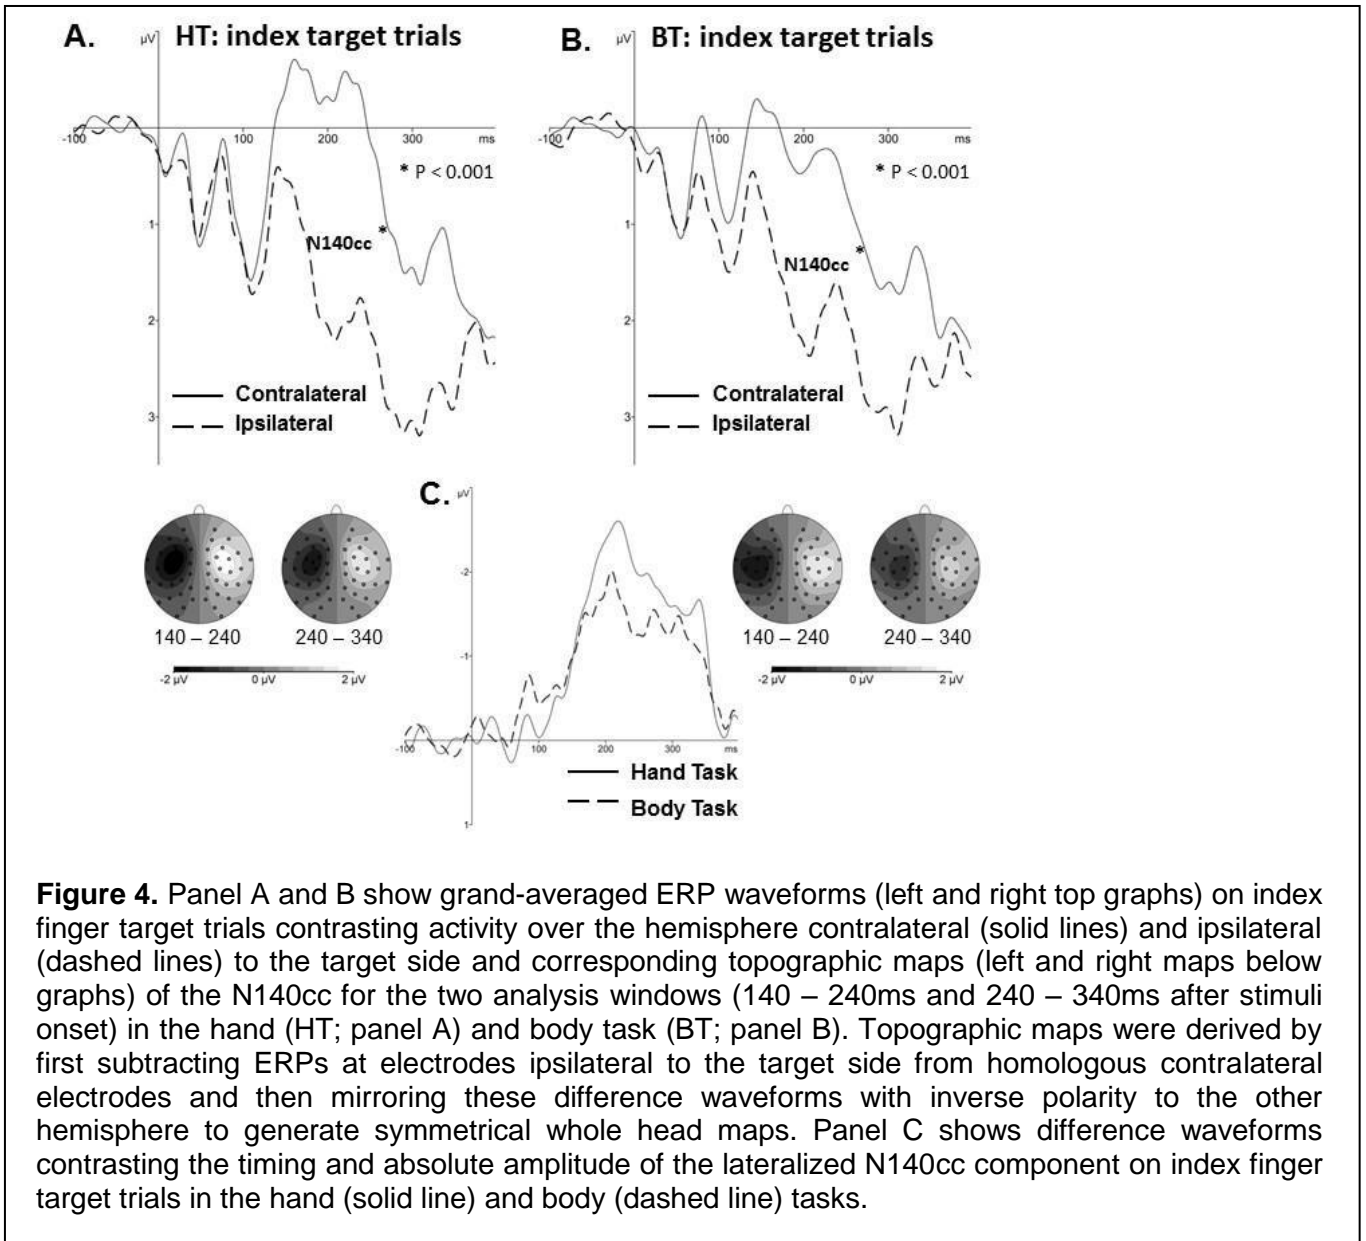 A. µV HT: index target trials
-100 100 200 300 ms
* P < 0.001
1
N140cc *
2
3
Contralateral
Ipsilateral
B. µV BT: index target trials
-100 100 200 300 ms
* P < 0.001
1
N140cc *
2
3
Contralateral
Ipsilateral
140 – 240 240 – 340
-2 µV 0 µV 2 µV
C. µV
-2
-1
-100 100 200 300 ms
1
Hand Task
Body Task
140 – 240 240 – 340
-2 µV 0 µV 2 µV
Figure 4. Panel A and B show grand-averaged ERP waveforms (left and right top graphs) on index
finger target trials contrasting activity over the hemisphere contralateral (solid lines) and ipsilateral
(dashed lines) to the target side and corresponding topographic maps (left and right maps below
graphs) of the N140cc for the two analysis windows (140 – 240ms and 240 – 340ms after stimuli
onset) in the hand (HT; panel A) and body task (BT; panel B). Topographic maps were derived by
first subtracting ERPs at electrodes ipsilateral to the target side from homologous contralateral
electrodes and then mirroring these difference waveforms with inverse polarity to the other
hemisphere to generate symmetrical whole head maps. Panel C shows difference waveforms
contrasting the timing and absolute amplitude of the lateralized N140cc component on index finger
target trials in the hand (solid line) and body (dashed line) tasks.